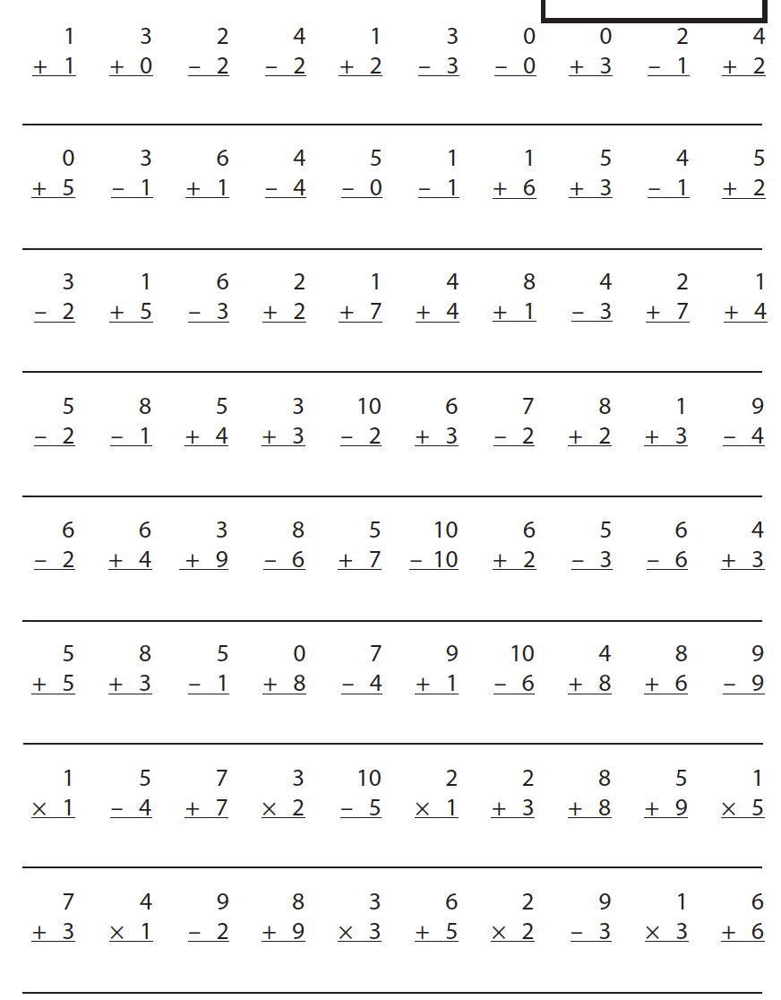 1 3 2 4 1 3 0 0 2 4
+ 1 + 0 – 2 – 2 + 2 – 3 – 0 + 3 – 1 + 2
0 3 6 4 5 1 1 5 4 5
+ 5 – 1 + 1 – 4 – 0 – 1 + 6 + 3 – 1 + 2
3 1 6 2 1 4 8 4 2 1
– 2 + 5 – 3 + 2 + 7 + 4 + 1 – 3 + 7 + 4
5 8 5 3 10 6 7 8 1 9
– 2 – 1 + 4 + 3 – 2 + 3 – 2 + 2 + 3 – 4
6 6 3 8 5 10 6 5 6 4
– 2 + 4 + 9 – 6 + 7 – 10 + 2 – 3 – 6 + 3
5 8 5 0 7 9 10 4 8 9
+ 5 + 3 – 1 + 8 – 4 + 1 – 6 + 8 + 6 – 9
1 5 7 3 10 2 2 8 5 1
× 1 – 4 + 7 × 2 – 5 × 1 + 3 + 8 + 9 × 5
7 4 9 8 3 6 2 9 1 6
+ 3 × 1 – 2 + 9 × 3 + 5 × 2 – 3 × 3 + 6